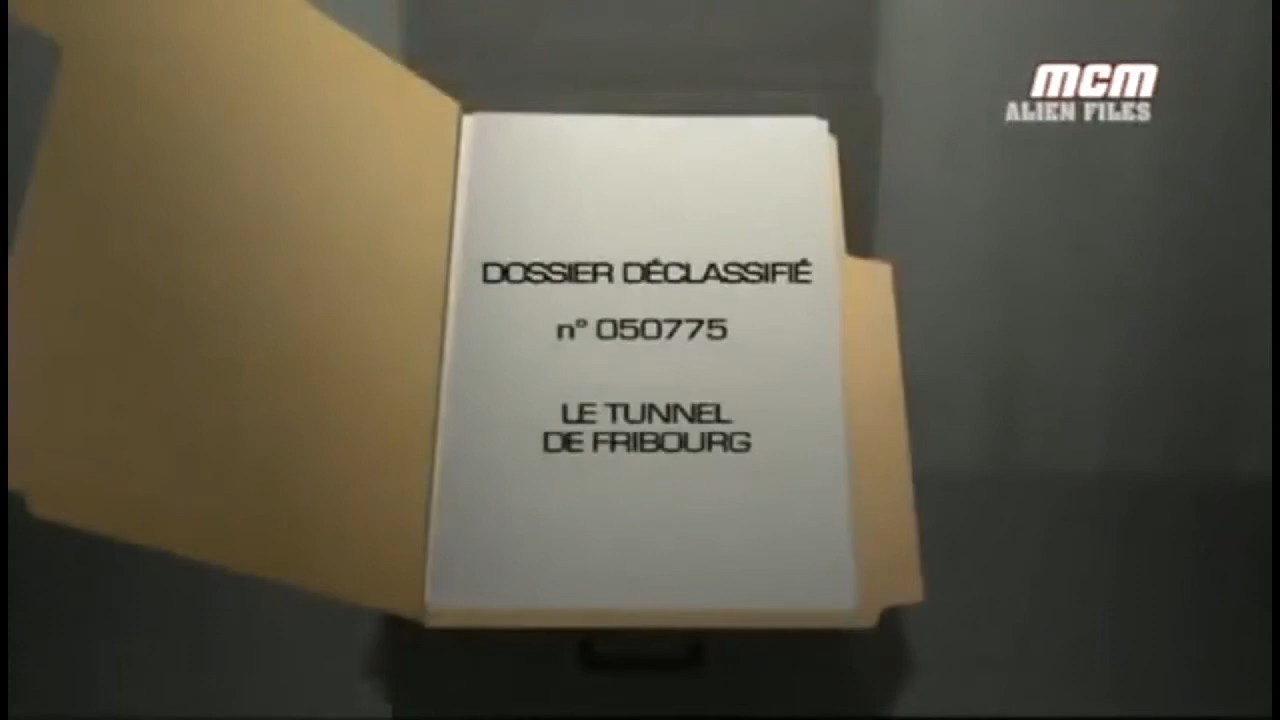 MCM
ALIEN FILES
DOSSIER DÉCLASSIFIÉ
n° 050775
LE TUNNEL
DE FRIBOURG